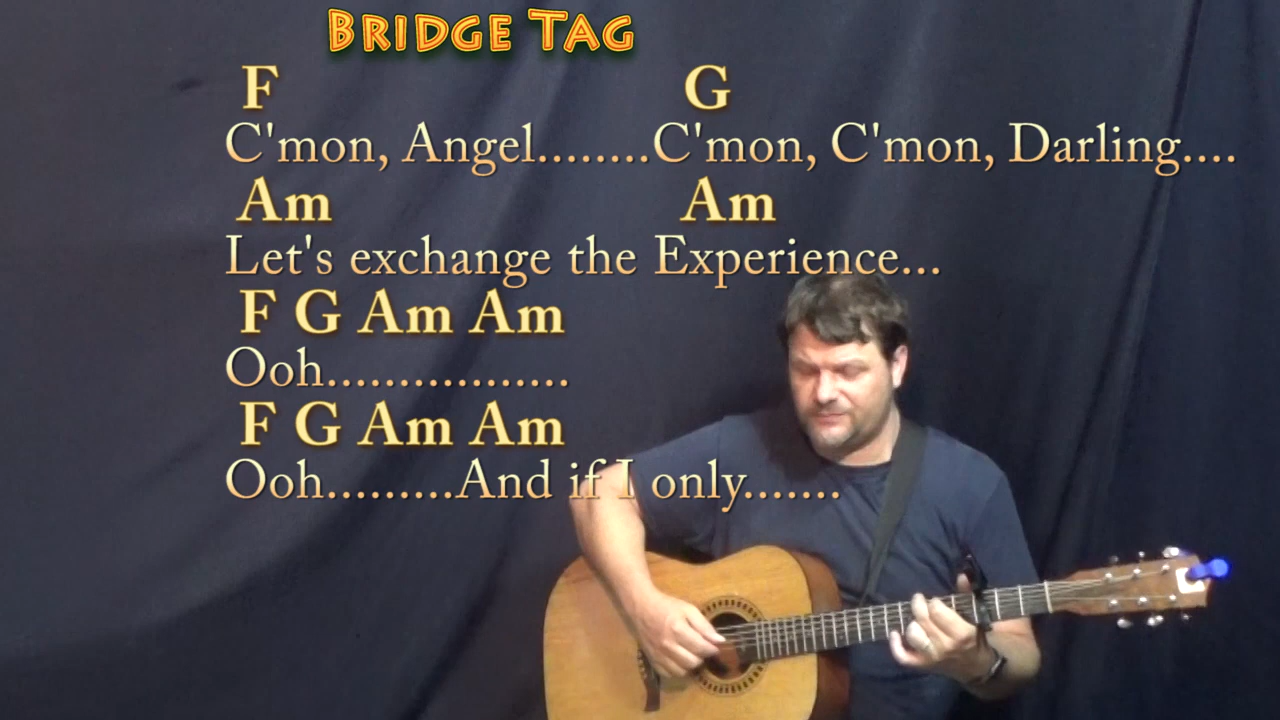 BRIDGE TAG
F G
C'mon, Angel........C'mon, C'mon, Darling....
Am Am
Let's exchange the Experience...
F G Am Am
Ooh.................
F G Am Am
Ooh.........And if I only.......